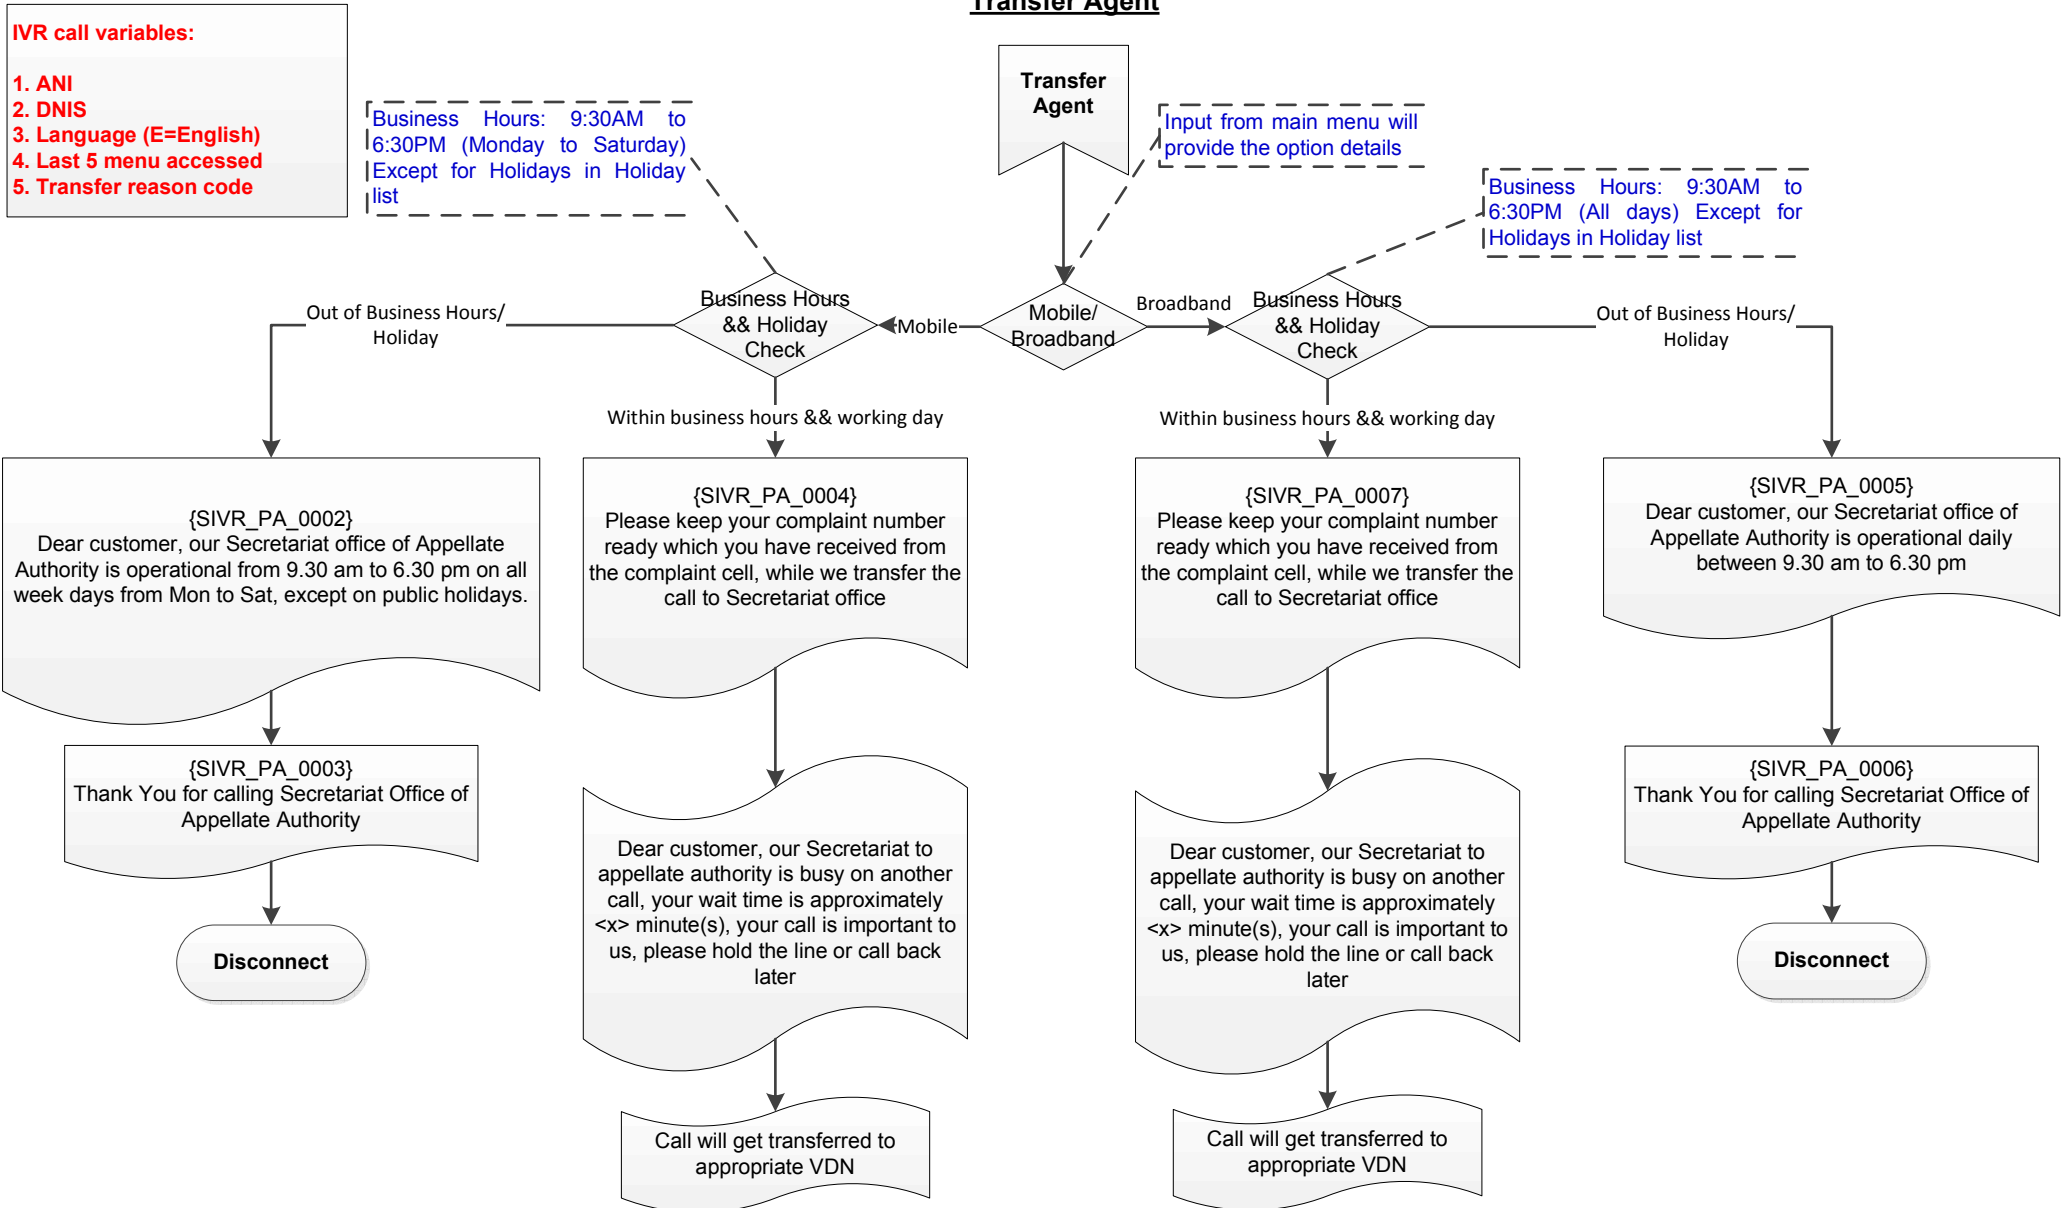 Transfer Agent
IVR call variables:
1. ANI
2. DNIS
3. Language (E=English)
4. Last 5 menu accessed
5. Transfer reason code
Business Hours: 9:30AM to
6:30PM (Monday to Saturday)
Except for Holidays in Holiday
list
Transfer
Agent
Input from main menu will
provide the option details
Business Hours: 9:30AM to
6:30PM (All days) Except for
Holidays in Holiday list
Out of Business Hours/
Holiday
Business Hours
&& Holiday
Check
Mobile
Mobile/
Broadband
Broadband
Business Hours
&& Holiday
Check
Out of Business Hours/
Holiday
Within business hours && working day
Within business hours && working day
{SIVR_PA_0002}
Dear customer, our Secretariat office of Appellate
Authority is operational from 9.30 am to 6.30 pm on all
week days from Mon to Sat, except on public holidays.
{SIVR_PA_0004}
Please keep your complaint number
ready which you have received from
the complaint cell, while we transfer the
call to Secretariat office
{SIVR_PA_0007}
Please keep your complaint number
ready which you have received from
the complaint cell, while we transfer the
call to Secretariat office
{SIVR_PA_0005}
Dear customer, our Secretariat office of
Appellate Authority is operational daily
between 9.30 am to 6.30 pm
{SIVR_PA_0003}
Thank You for calling Secretariat Office of
Appellate Authority
Dear customer, our Secretariat to
appellate authority is busy on another
call, your wait time is approximately
<x> minute(s), your call is important to
us, please hold the line or call back
later
Dear customer, our Secretariat to
appellate authority is busy on another
call, your wait time is approximately
<x> minute(s), your call is important to
us, please hold the line or call back
later
{SIVR_PA_0006}
Thank You for calling Secretariat Office of
Appellate Authority
Disconnect
Disconnect
Call will get transferred to
appropriate VDN
Call will get transferred to
appropriate VDN